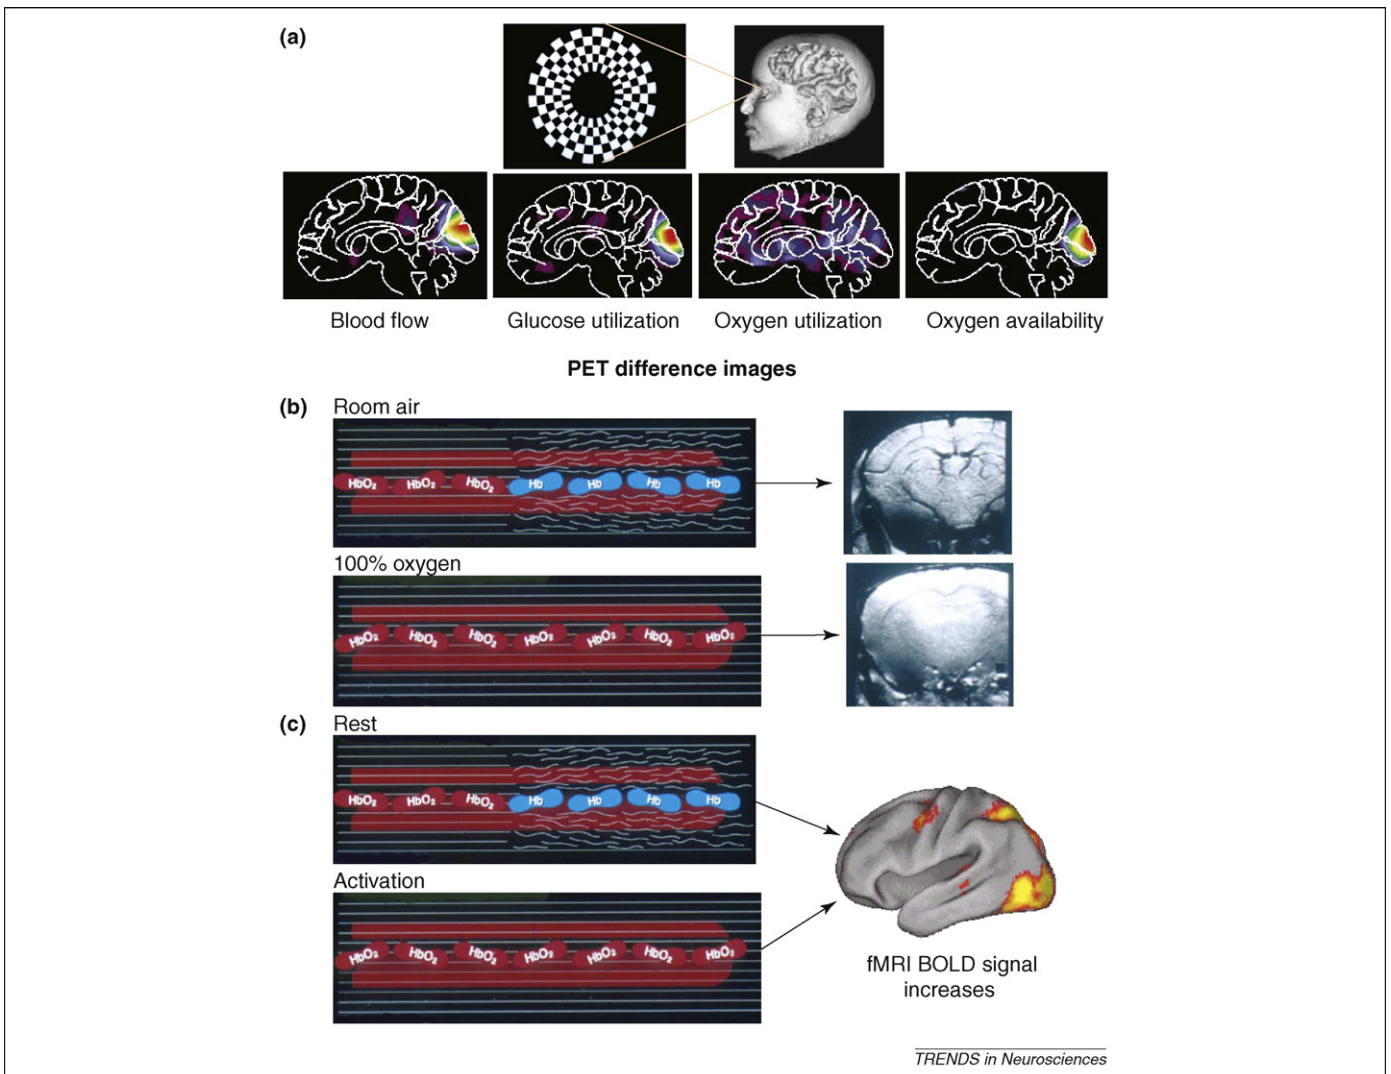 (a)
Blood flow
Glucose utilization
Oxygen utilization
Oxygen availability
PET difference images
(b)
Room air
HbO2 HbO2 HbO2 Hb Hb Hb Hb
100% oxygen
HbO2 HbO2 HbO2 HbO2 HbO2 HbO2 HbO2
(c)
Rest
HbO2 HbO2 HbO2 Hb Hb Hb Hb
Activation
HbO2 HbO2 HbO2 HbO2 HbO2 HbO2 HbO2
fMRI BOLD signal
increases
TRENDS in Neurosciences